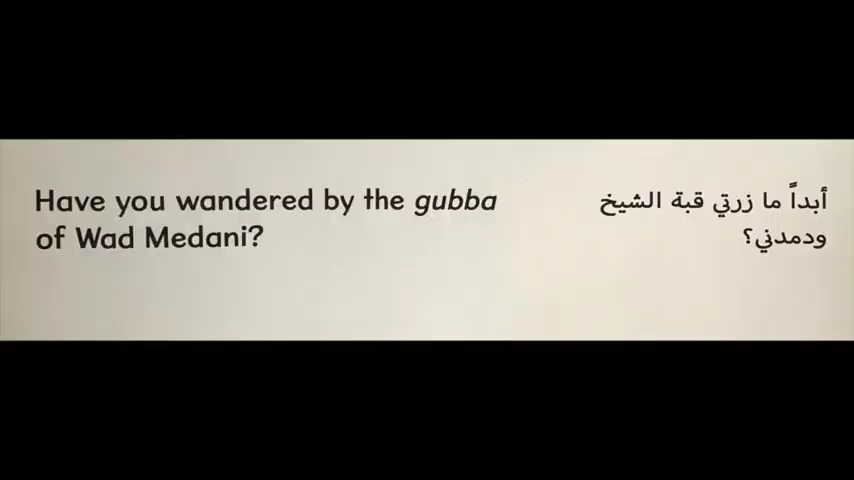 Have you wandered by the gubba
of Wad Medani?
أبداً ما زرتي قبة الشيخ
ودمدني؟